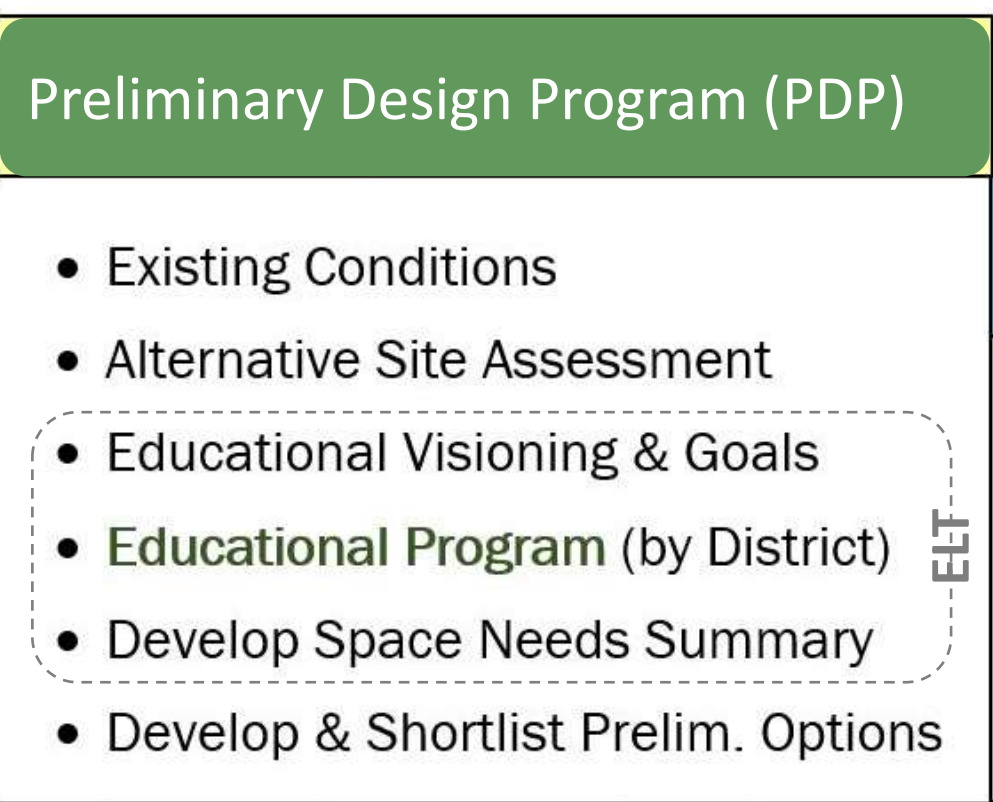 Preliminary Design Program (PDP)
• Existing Conditions
• Alternative Site Assessment
• Educational Visioning & Goals
• Educational Program (by District)
• Develop Space Needs Summary
• Develop & Shortlist Prelim. Options
ELT